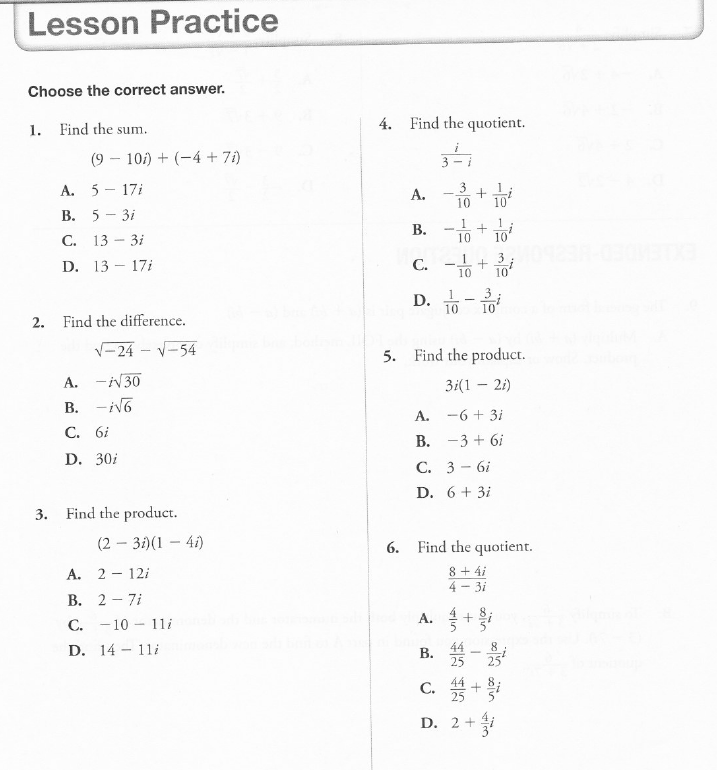 Lesson Practice
Choose the correct answer.
1. Find the sum.
(9 − 10i) + (−4 + 7i)
A. 5 − 17i
B. 5 − 3i
C. 13 − 3i
D. 13 − 17i
2. Find the difference.
√−24 − √−54
A. −i√30
B. −i√6
C. 6i
D. 30i
3. Find the product.
(2 − 3i)(1 − 4i)
A. 2 − 12i
B. 2 − 7i
C. −10 − 11i
D. 14 − 11i
4. Find the quotient.
i/(3 − i)
A. −3/10 + 1/10 i
B. −1/10 + 1/10 i
C. −1/10 + 3/10 i
D. 1/10 − 3/10 i
5. Find the product.
3i(1 − 2i)
A. −6 + 3i
B. −3 + 6i
C. 3 − 6i
D. 6 + 3i
6. Find the quotient.
(8 + 4i)/(4 − 3i)
A. 4/5 + 8/5 i
B. 44/25 − 8/25 i
C. 44/25 + 8/5 i
D. 2 + 4/3 i